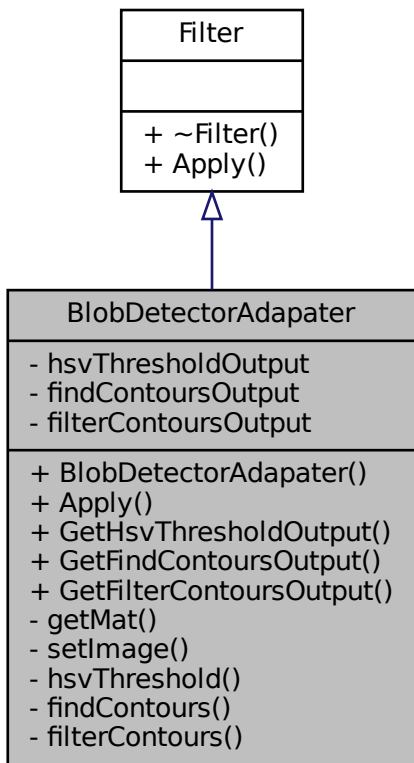 Filter
+ ~Filter()
+ Apply()
BlobDetectorAdapater
- hsvThresholdOutput
- findContoursOutput
- filterContoursOutput
+ BlobDetectorAdapater()
+ Apply()
+ GetHsvThresholdOutput()
+ GetFindContoursOutput()
+ GetFilterContoursOutput()
- getMat()
- setImage()
- hsvThreshold()
- findContours()
- filterContours()